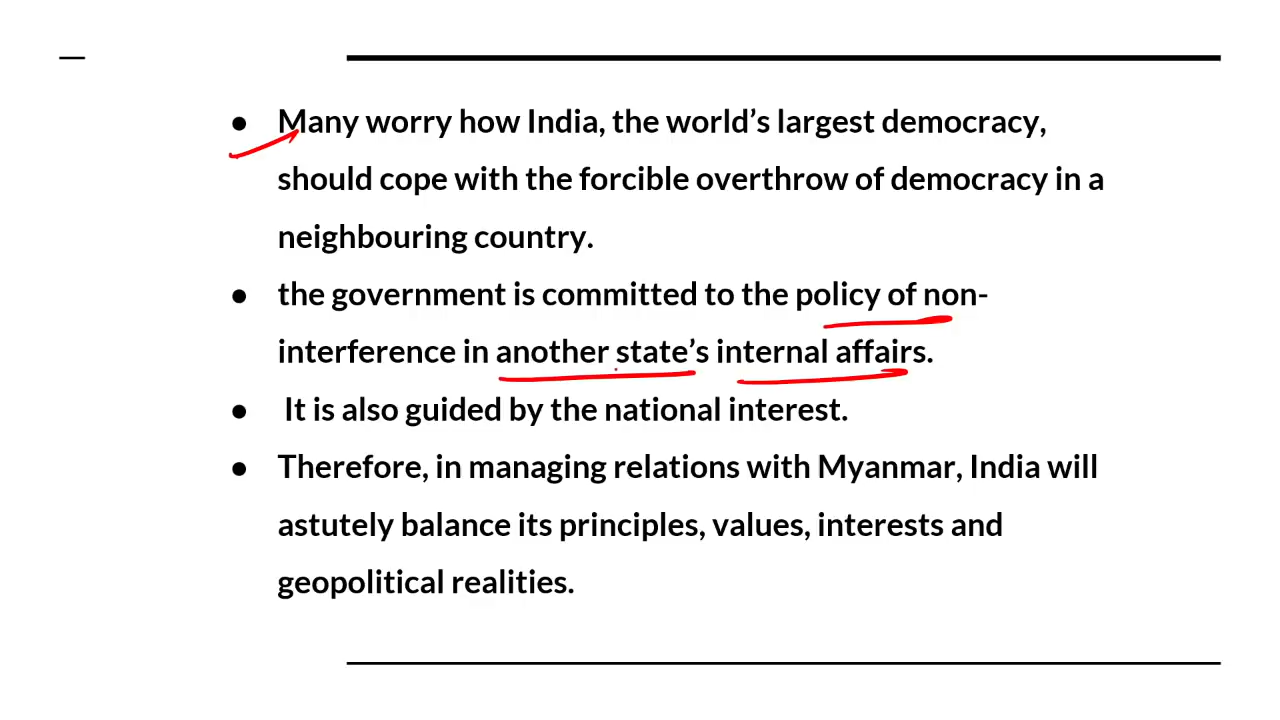 ● Many worry how India, the world's largest democracy,
should cope with the forcible overthrow of democracy in a
neighbouring country.
● the government is committed to the policy of non-
interference in another state's internal affairs.
● It is also guided by the national interest.
● Therefore, in managing relations with Myanmar, India will
astutely balance its principles, values, interests and
geopolitical realities.